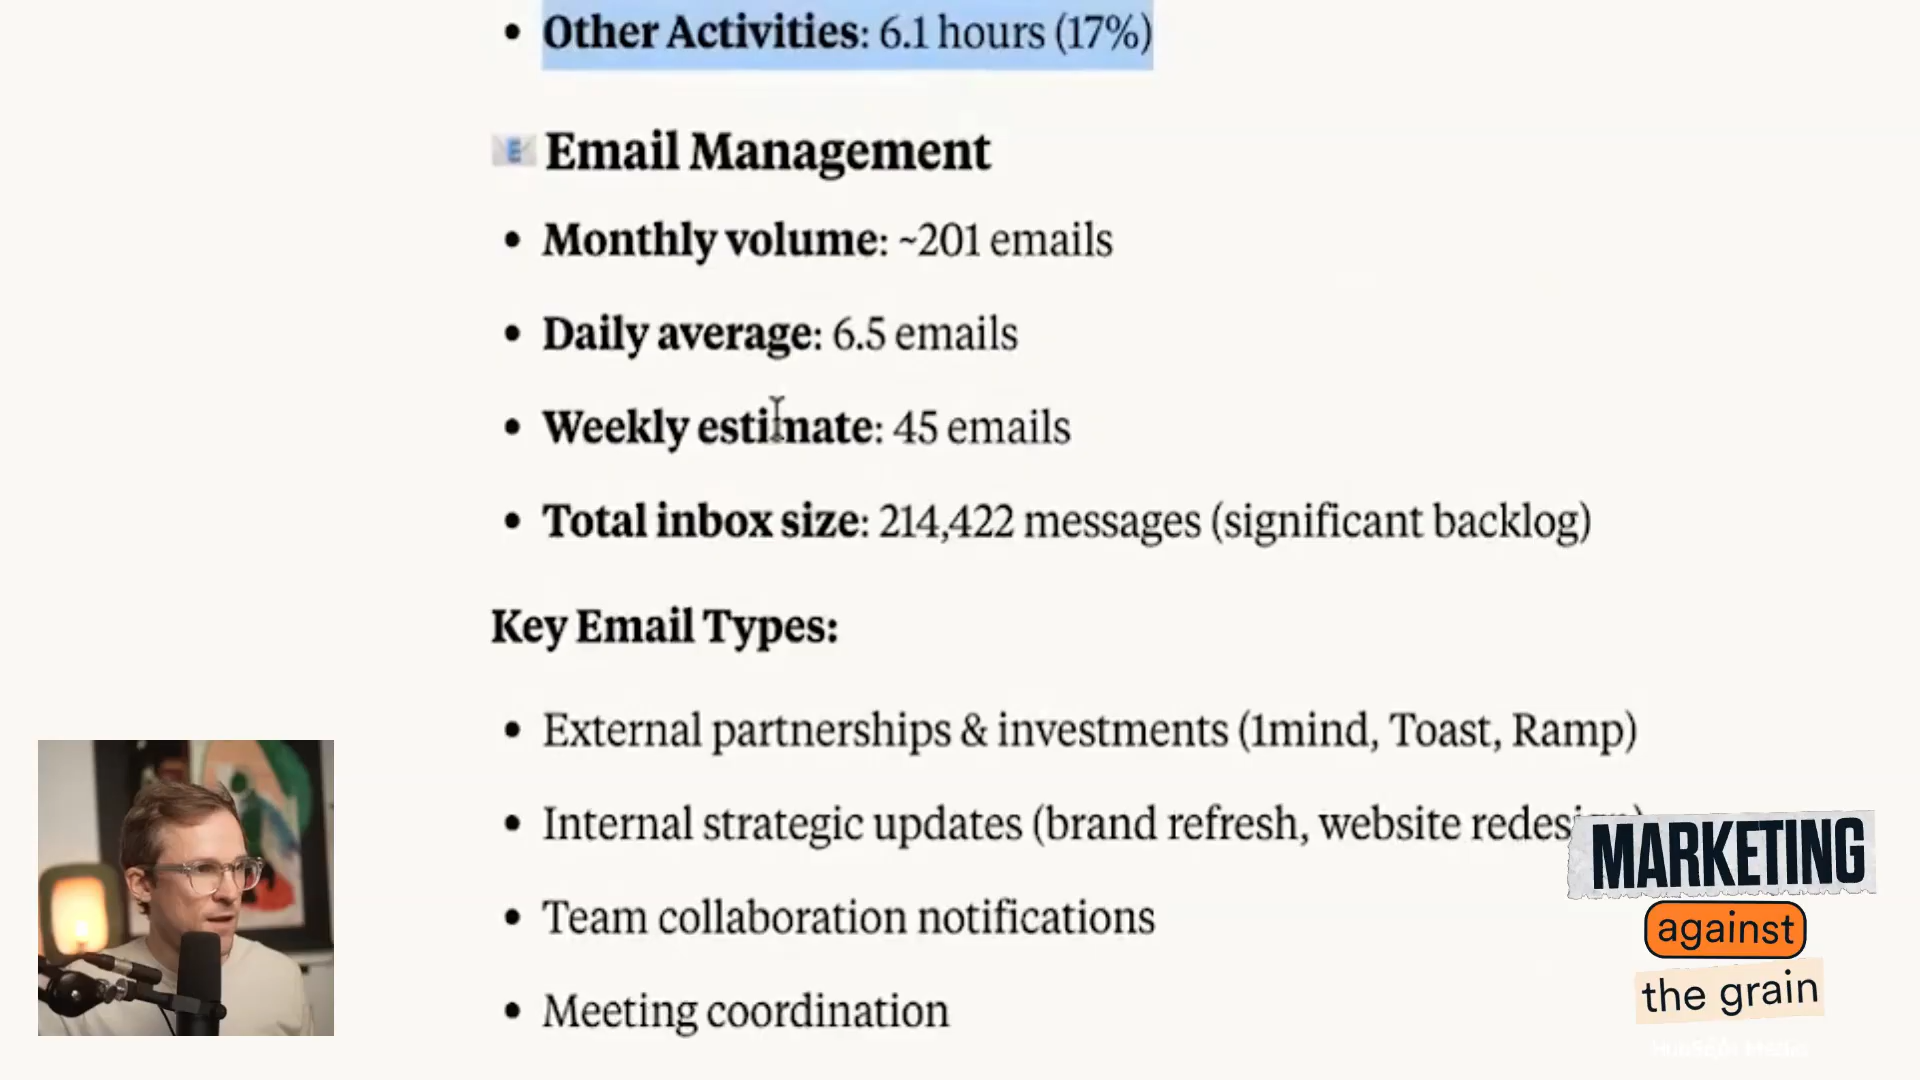 • Other Activities: 6.1 hours (17%)
📧 Email Management
• Monthly volume: ~201 emails
• Daily average: 6.5 emails
• Weekly estimate: 45 emails
• Total inbox size: 214,422 messages (significant backlog)
Key Email Types:
• External partnerships & investments (1mind, Toast, Ramp)
• Internal strategic updates (brand refresh, website
• Team collaboration notifications
• Meeting coordination
MARKETING
against
the grain
HubSpot Media